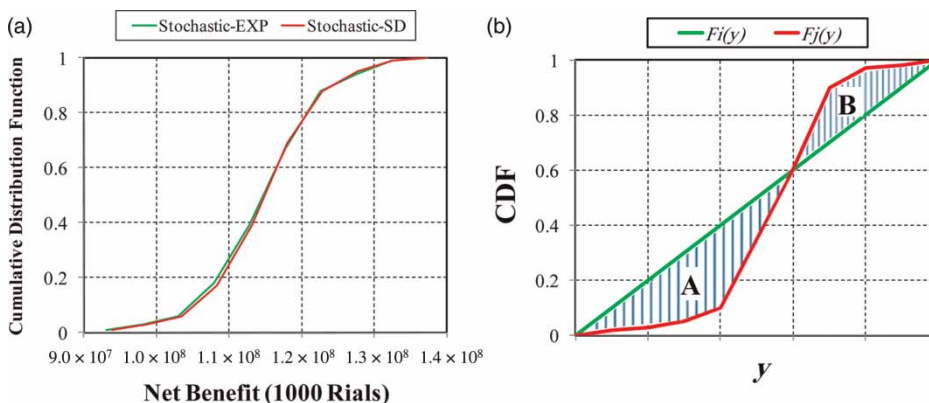 (a)
Stochastic-EXP Stochastic-SD
Cumulative Distribution Function
1
0.8
0.6
0.4
0.2
0
9.0 × 10⁷ 1.0 × 10⁸ 1.1 × 10⁸ 1.2 × 10⁸ 1.3 × 10⁸ 1.4 × 10⁸
Net Benefit (1000 Rials)
(b)
Fi(y) Fj(y)
CDF
1
0.8
0.6
0.4
0.2
0
A
B
y